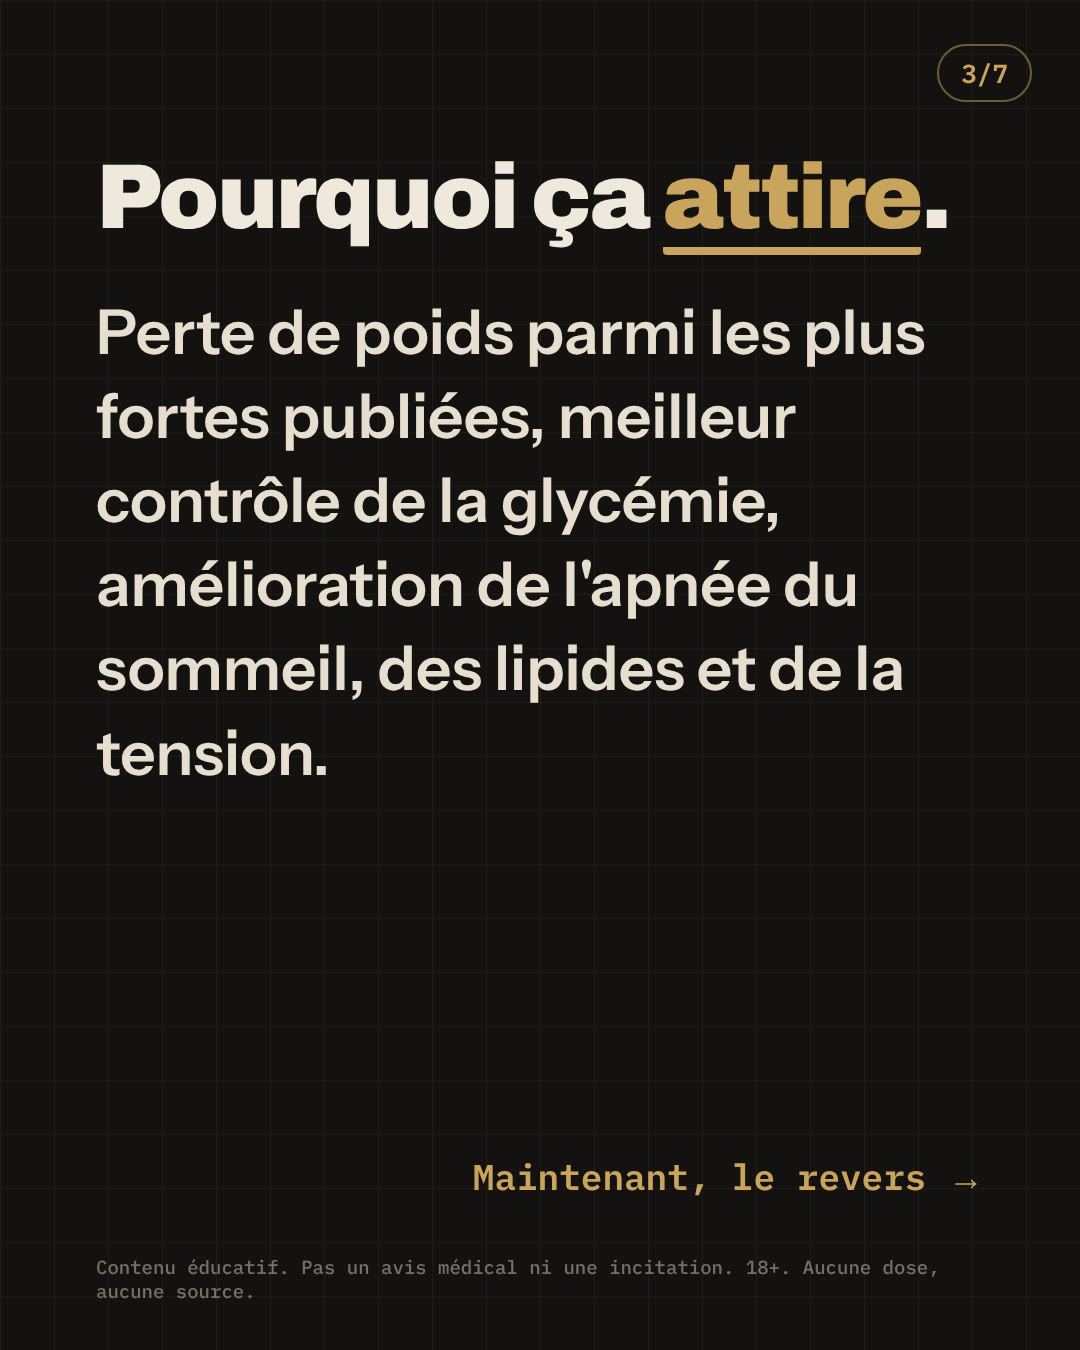 3/7
Pourquoi ça attire.
Perte de poids parmi les plus
fortes publiées, meilleur
contrôle de la glycémie,
amélioration de l'apnée du
sommeil, des lipides et de la
tension.
Maintenant, le revers →
Contenu éducatif. Pas un avis médical ni une incitation. 18+. Aucune dose,
aucune source.